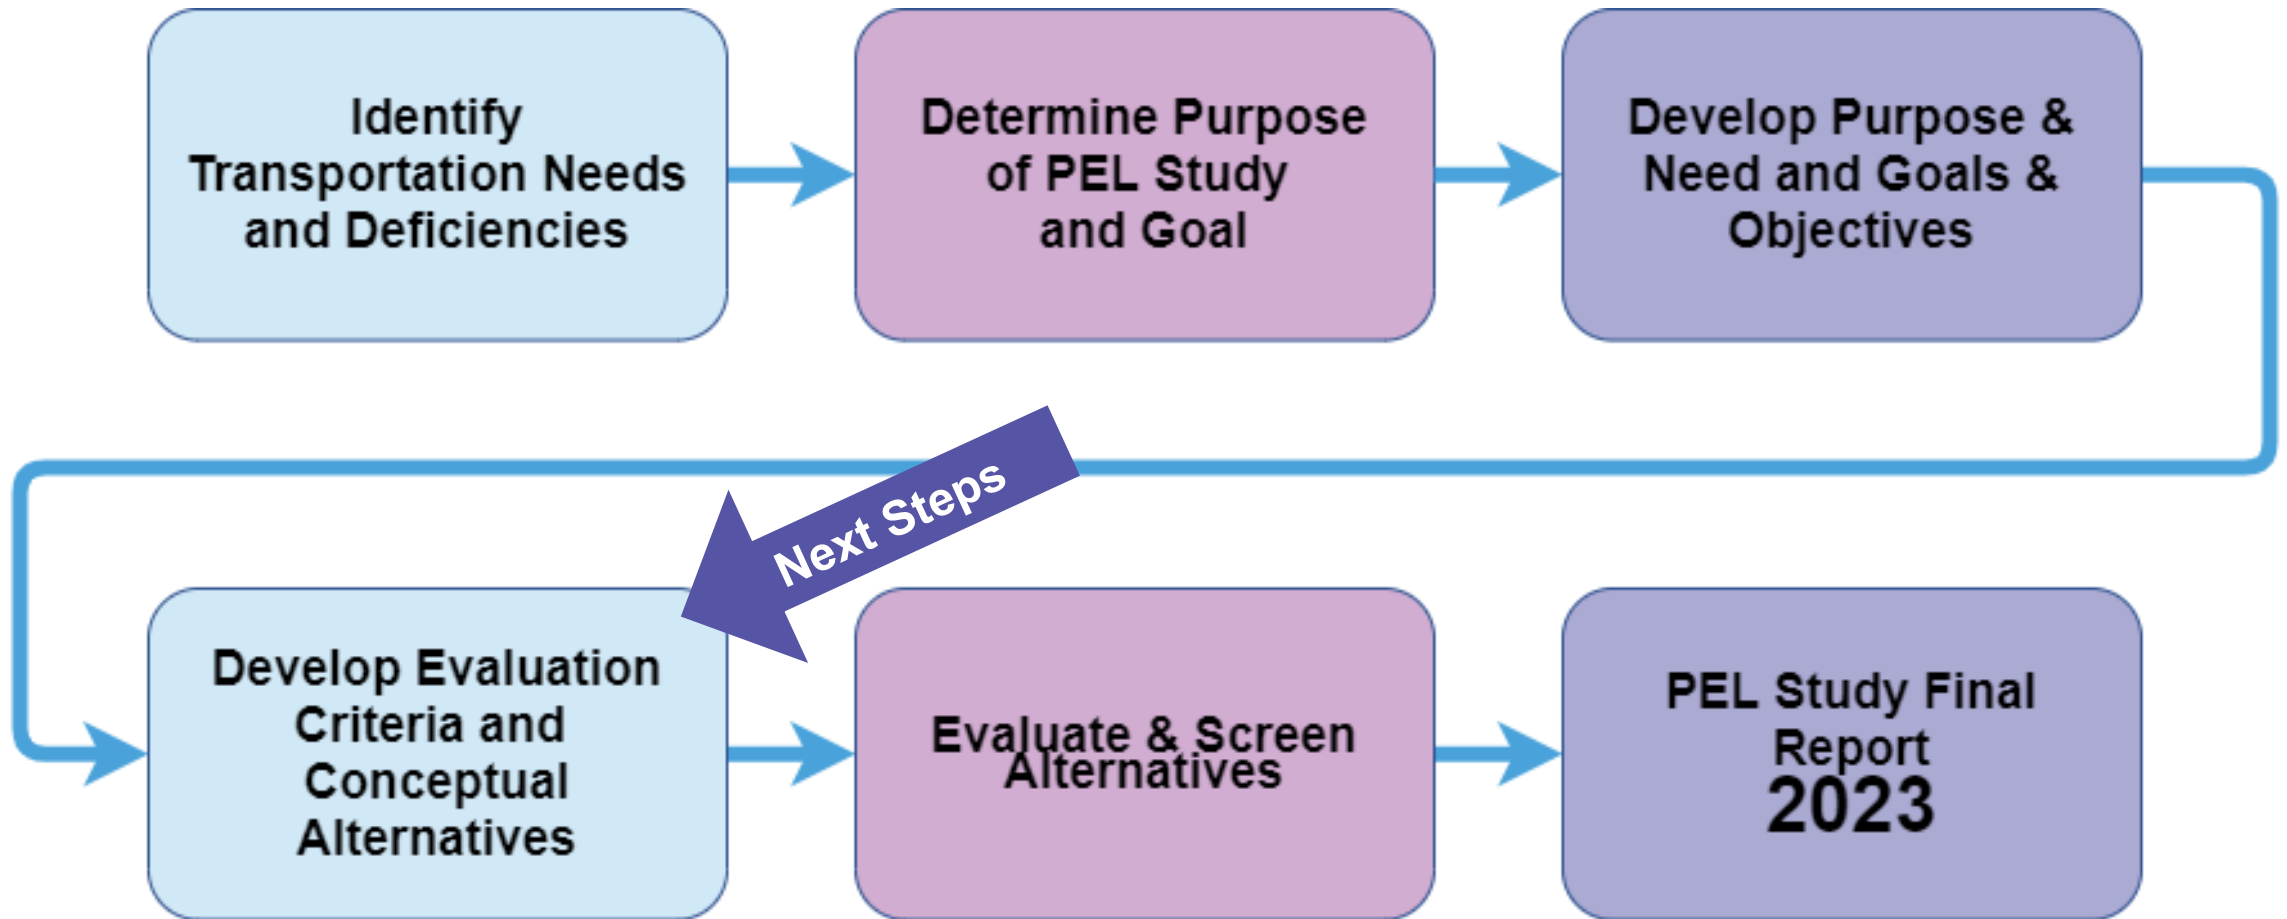 Identify
Transportation Needs
and Deficiencies
Determine Purpose
of PEL Study
and Goal
Develop Purpose &
Need and Goals &
Objectives
Next Steps
Develop Evaluation
Criteria and
Conceptual
Alternatives
Evaluate & Screen
Alternatives
PEL Study Final
Report
2023